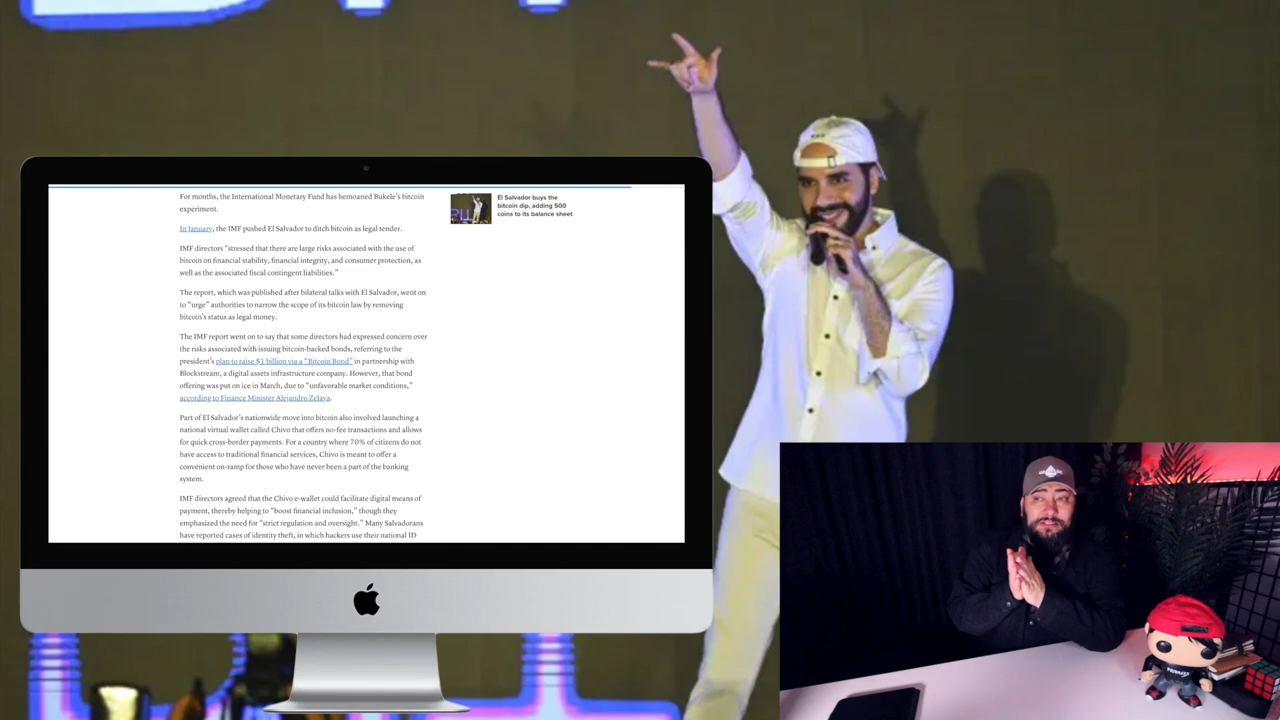 For months, the International Monetary Fund has bemoaned Bukele's bitcoin
experiment.
In January, the IMF pushed El Salvador to ditch bitcoin as legal tender.
IMF directors “stressed that there are large risks associated with the use of
bitcoin on financial stability, financial integrity, and consumer protection, as
well as the associated fiscal contingent liabilities.”
The report, which was published after bilateral talks with El Salvador, went on
to “urge” authorities to narrow the scope of its bitcoin law by removing
bitcoin's status as legal money.
The IMF report went on to say that some directors had expressed concern over
the risks associated with issuing bitcoin-backed bonds, referring to the
president's plan to raise $1 billion via a “Bitcoin Bond” in partnership with
Blockstream, a digital assets infrastructure company. However, that bond
offering was put on ice in March, due to “unfavorable market conditions,”
according to Finance Minister Alejandro Zelaya.
Part of El Salvador's nationwide move into bitcoin also involved launching a
national virtual wallet called Chivo that offers no-fee transactions and allows
for quick cross-border payments. For a country where 70% of citizens do not
have access to traditional financial services, Chivo is meant to offer a
convenient on-ramp for those who have never been a part of the banking
system.
IMF directors agreed that the Chivo e-wallet could facilitate digital means of
payment, thereby helping to “boost financial inclusion,” though they
emphasized the need for “strict regulation and oversight.” Many Salvadorans
have reported cases of identity theft, in which hackers use their national ID
El Salvador buys the
bitcoin dip, adding 500
coins to its balance sheet